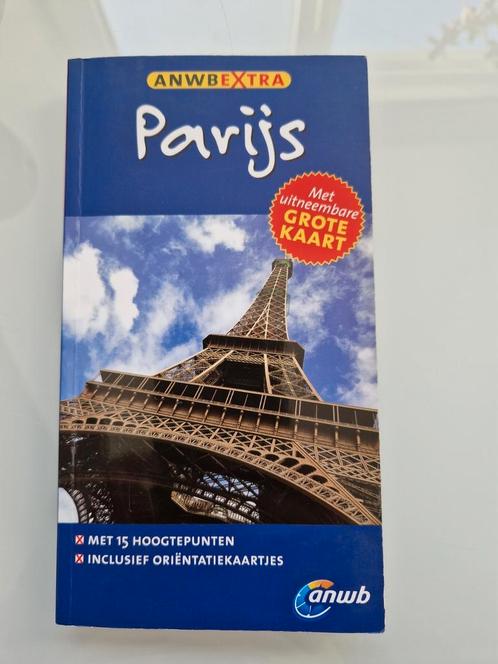 ANWBEXTRA
Parijs
Met
uitneembare
GROTE
KAART
MET 15 HOOGTEPUNTEN
INCLUSIEF ORIËNTATIEKAARTJES
anwb